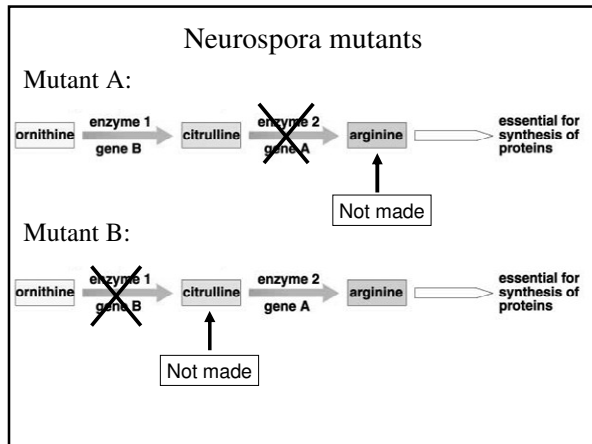 Neurospora mutants
Mutant A:
enzyme 1 enzyme 2 essential for
ornithine citrulline arginine synthesis of
gene B gene A proteins
Not made
Mutant B:
enzyme 1 enzyme 2 essential for
ornithine citrulline arginine synthesis of
gene B gene A proteins
Not made